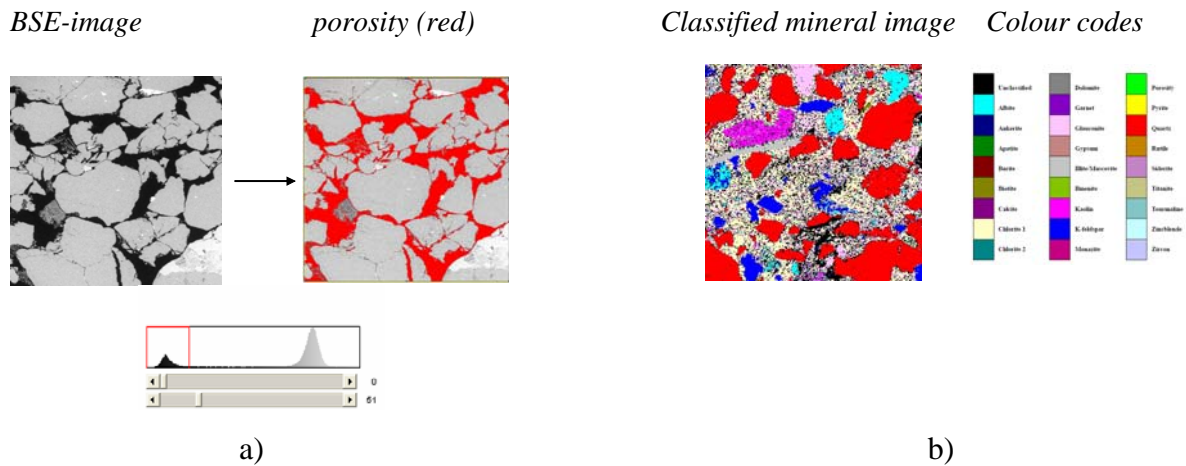 BSE-image porosity (red) Classified mineral image Colour codes
Unclassified Dolomite Porosity
Albite Garnet Pyrite
Ankerite Glauconite Quartz
Apatite Gypsum Rutile
Barite Illite/Muscovite Siderite
Biotite Ilmenite Titanite
Calcite Kaolin Tourmaline
Chlorite 1 K-feldspar Zincblende
Chlorite 2 Monazite Zircon
0
51
a) b)